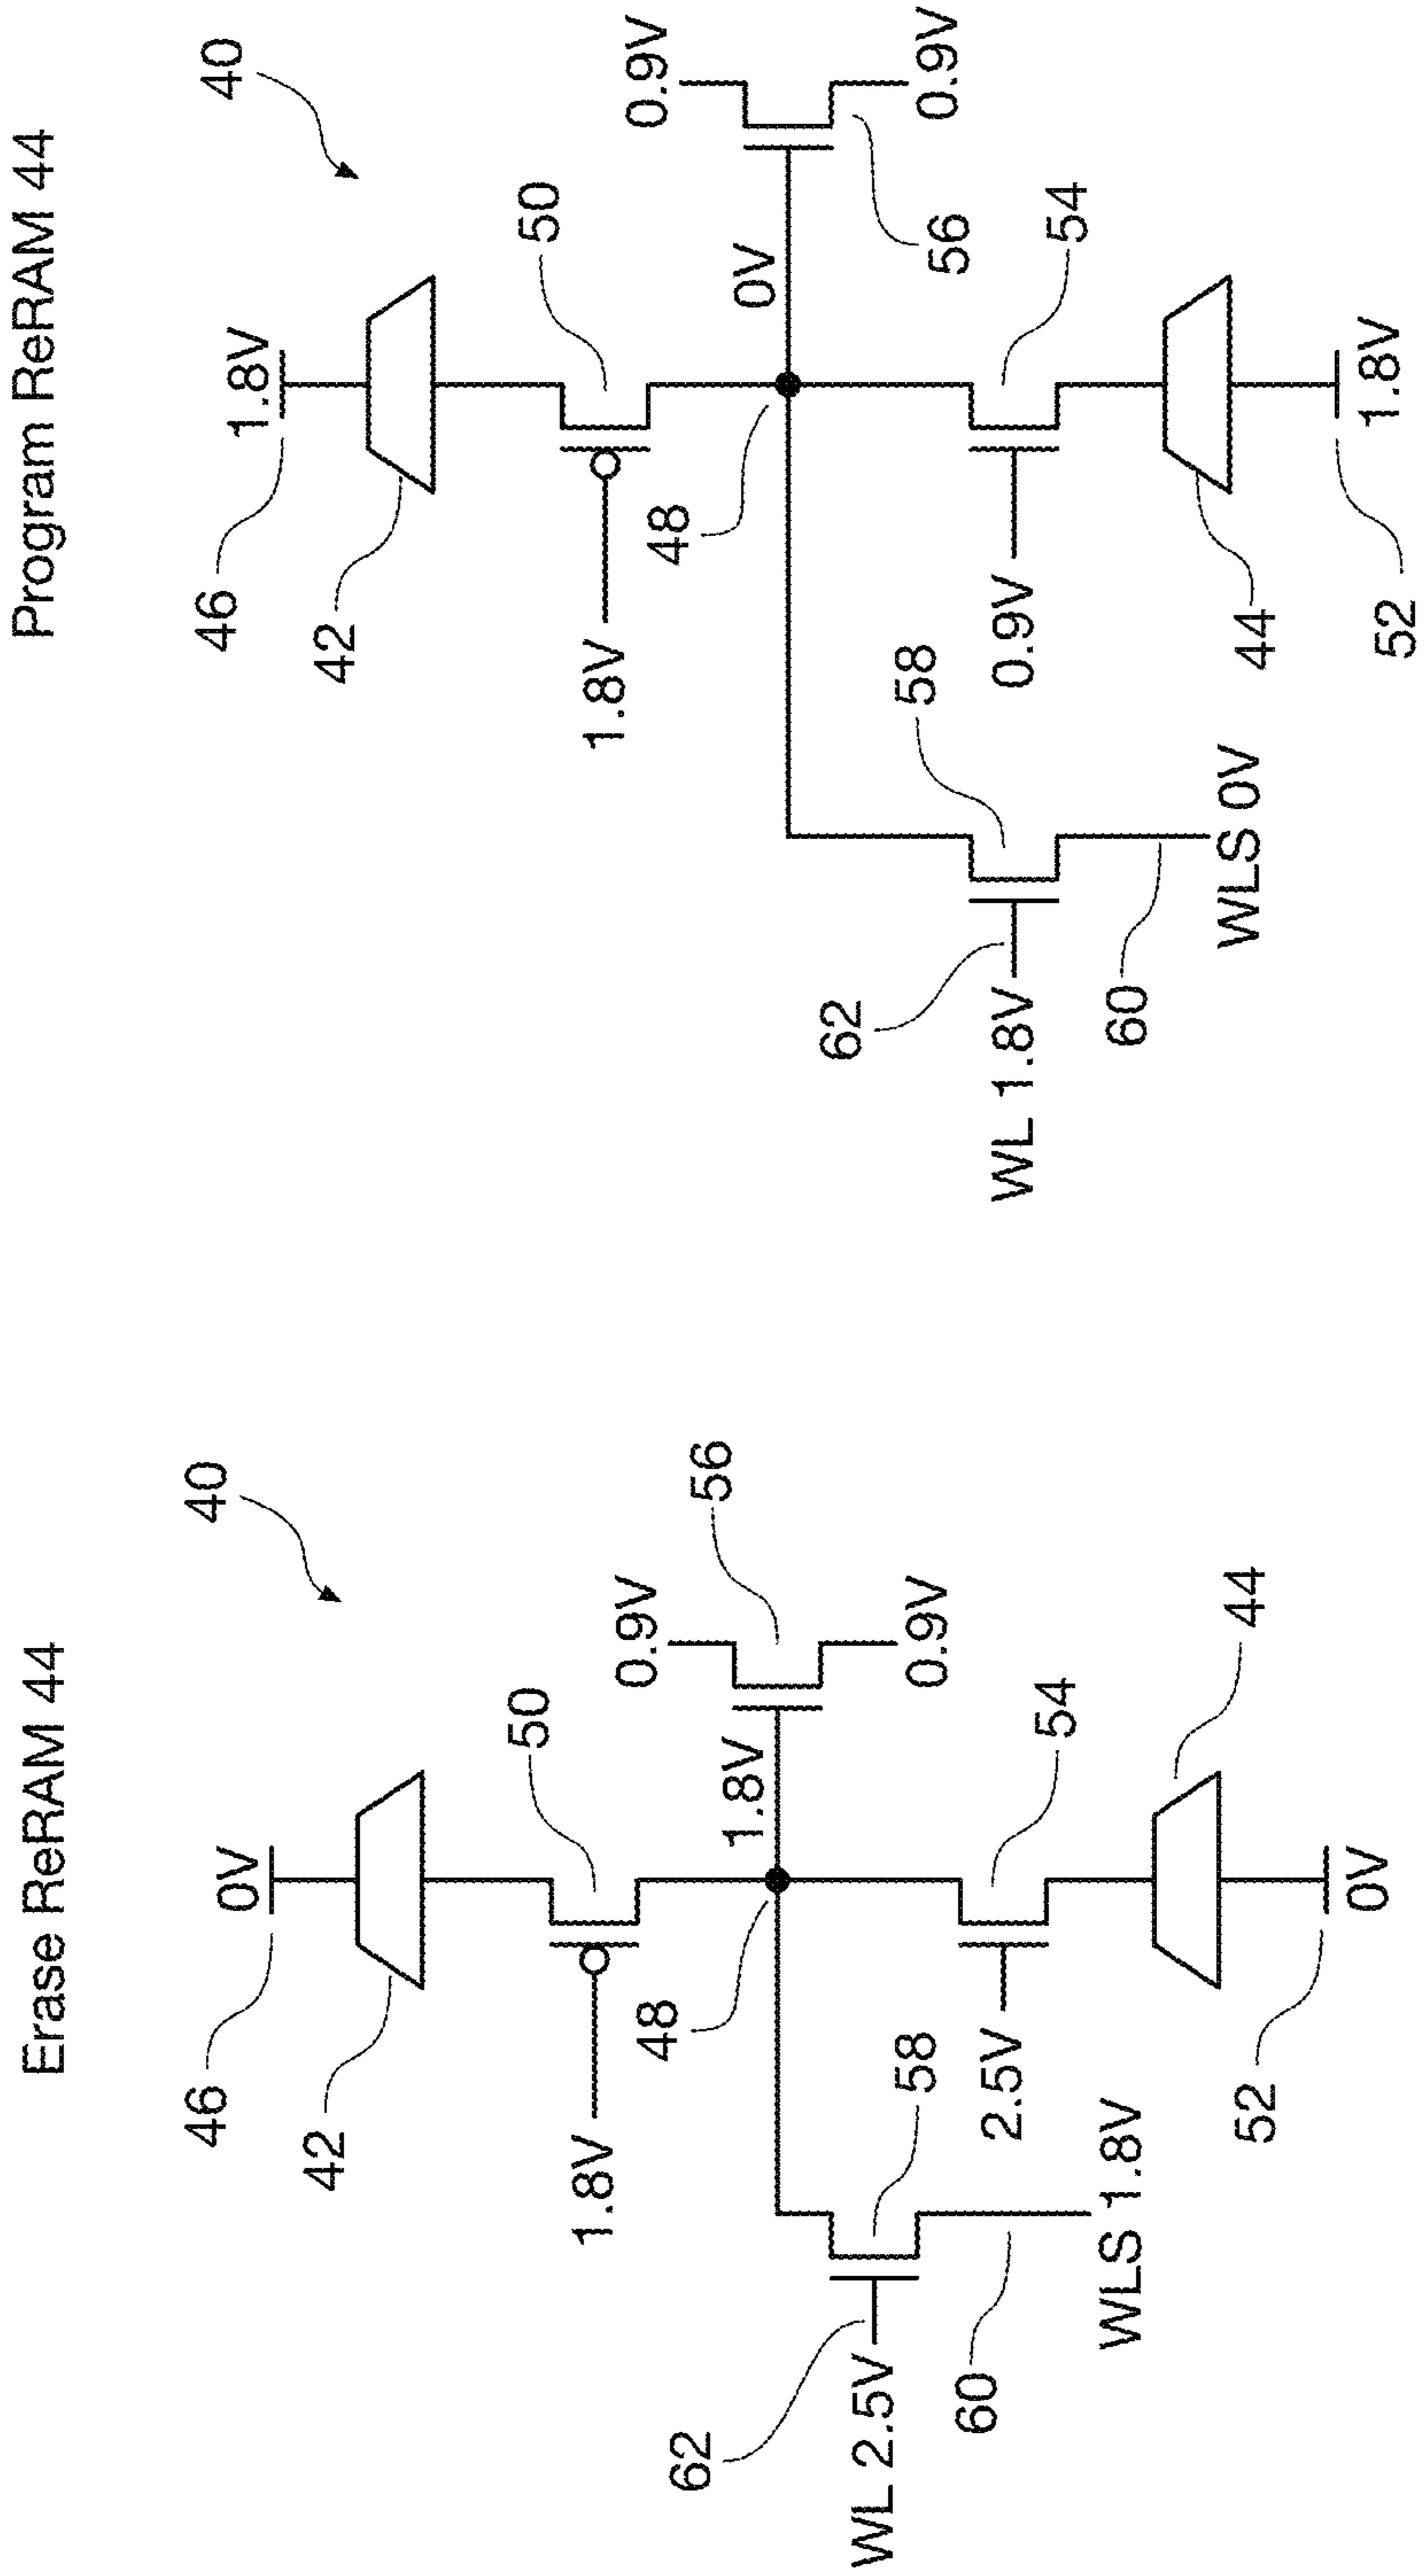 Erase ReRAM 44
40
0V
46
42
50
1.8V
0.9V
56
1.8V
48
0.9V
58
54
2.5V
44
62
WL 2.5V
60
WLS 1.8V
52
0V
Program ReRAM 44
40
1.8V
46
42
50
1.8V
0.9V
0V
48
56
0.9V
58
54
0.9V
44
62
WL 1.8V
60
WLS 0V
52
1.8V